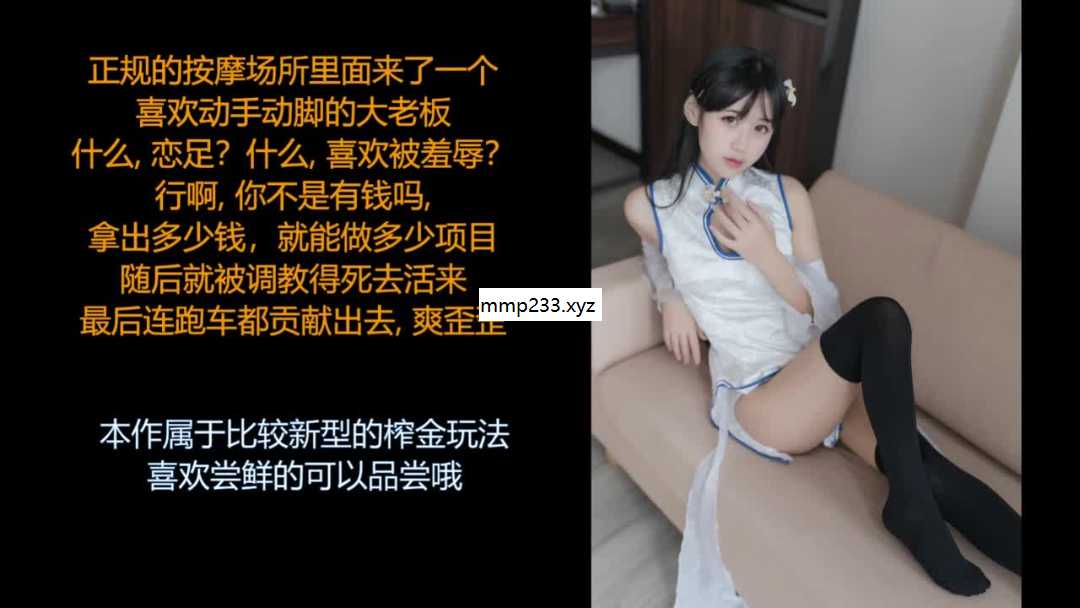 正规的按摩场所里面来了一个
喜欢动手动脚的大老板
什么, 恋足? 什么, 喜欢被羞辱?
行啊, 你不是有钱吗,
拿出多少钱，就能做多少项目
随后就被调教得死去活来
最后连跑车都贡献出去, 爽歪歪
mmp233.xyz
本作属于比较新型的榨金玩法
喜欢尝鲜的可以品尝哦